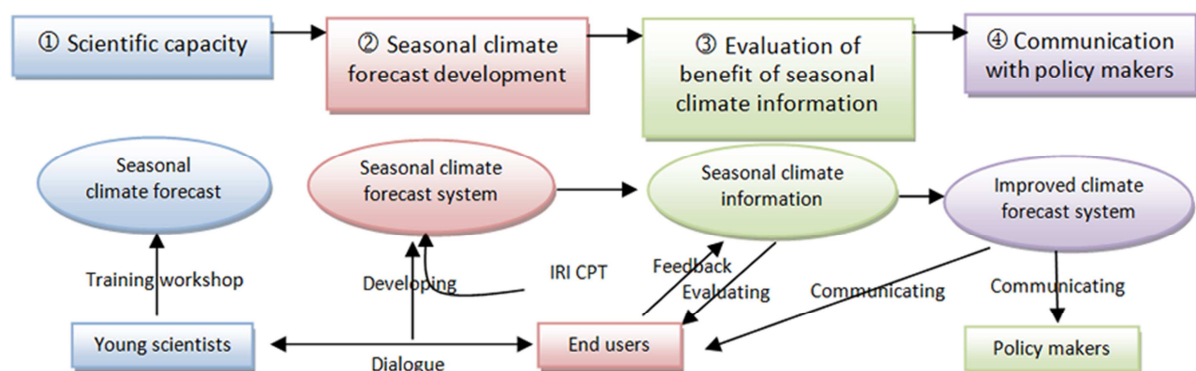 ① Scientific capacity
② Seasonal climate
forecast development
③ Evaluation of
benefit of seasonal
climate information
④ Communication
with policy makers
Seasonal
climate forecast
Seasonal climate
forecast system
Seasonal climate
information
Improved climate
forecast system
Training workshop
Developing
IRI CPT
Feedback
Evaluating
Communicating
Communicating
Young scientists
Dialogue
End users
Policy makers